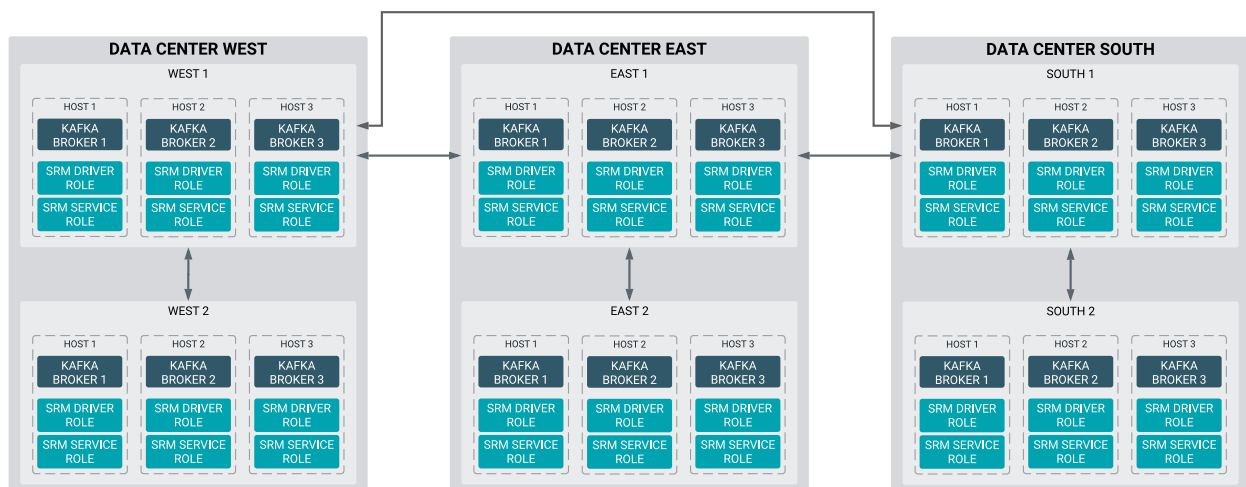 DATA CENTER WEST
WEST 1
HOST 1
KAFKA
BROKER 1
SRM DRIVER
ROLE
SRM SERVICE
ROLE
HOST 2
KAFKA
BROKER 2
SRM DRIVER
ROLE
SRM SERVICE
ROLE
HOST 3
KAFKA
BROKER 3
SRM DRIVER
ROLE
SRM SERVICE
ROLE
WEST 2
HOST 1
KAFKA
BROKER 1
SRM DRIVER
ROLE
SRM SERVICE
ROLE
HOST 2
KAFKA
BROKER 2
SRM DRIVER
ROLE
SRM SERVICE
ROLE
HOST 3
KAFKA
BROKER 3
SRM DRIVER
ROLE
SRM SERVICE
ROLE
DATA CENTER EAST
EAST 1
HOST 1
KAFKA
BROKER 1
SRM DRIVER
ROLE
SRM SERVICE
ROLE
HOST 2
KAFKA
BROKER 2
SRM DRIVER
ROLE
SRM SERVICE
ROLE
HOST 3
KAFKA
BROKER 3
SRM DRIVER
ROLE
SRM SERVICE
ROLE
EAST 2
HOST 1
KAFKA
BROKER 1
SRM DRIVER
ROLE
SRM SERVICE
ROLE
HOST 2
KAFKA
BROKER 2
SRM DRIVER
ROLE
SRM SERVICE
ROLE
HOST 3
KAFKA
BROKER 3
SRM DRIVER
ROLE
SRM SERVICE
ROLE
DATA CENTER SOUTH
SOUTH 1
HOST 1
KAFKA
BROKER 1
SRM DRIVER
ROLE
SRM SERVICE
ROLE
HOST 2
KAFKA
BROKER 2
SRM DRIVER
ROLE
SRM SERVICE
ROLE
HOST 3
KAFKA
BROKER 3
SRM DRIVER
ROLE
SRM SERVICE
ROLE
SOUTH 2
HOST 1
KAFKA
BROKER 1
SRM DRIVER
ROLE
SRM SERVICE
ROLE
HOST 2
KAFKA
BROKER 2
SRM DRIVER
ROLE
SRM SERVICE
ROLE
HOST 3
KAFKA
BROKER 3
SRM DRIVER
ROLE
SRM SERVICE
ROLE